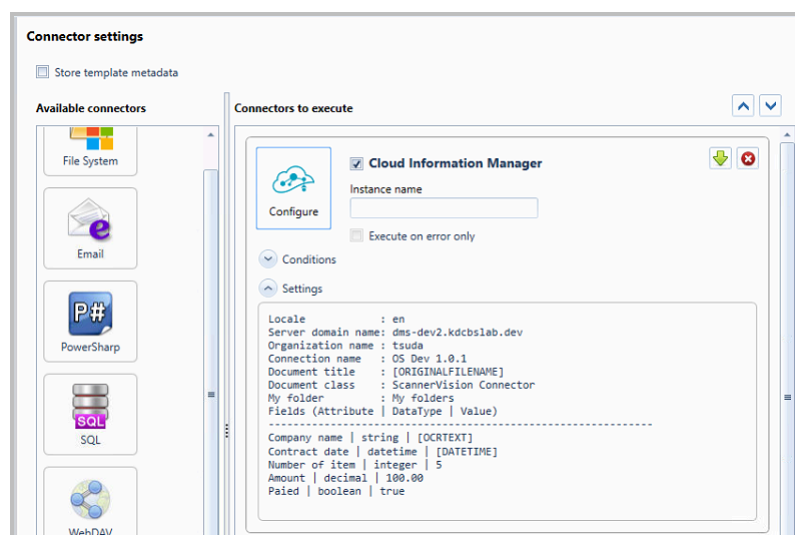 Connector settings
Store template metadata
Available connectors
Connectors to execute
File System
Email
P#
PowerSharp
SQL
SQL
WebDAV
Configure
Cloud Information Manager
Instance name
Execute on error only
Conditions
Settings
Locale : en
Server domain name: dms-dev2.kdcbslab.dev
Organization name : tsuda
Connection name : OS Dev 1.0.1
Document title : [ORIGINALFILENAME]
Document class : ScannerVision Connector
My folder : My folders
Fields (Attribute | DataType | Value)
----------------------------------------------------------------
Company name | string | [OCRTEXT]
Contract date | datetime | [DATETIME]
Number of item | integer | 5
Amount | decimal | 100.00
Paied | boolean | true